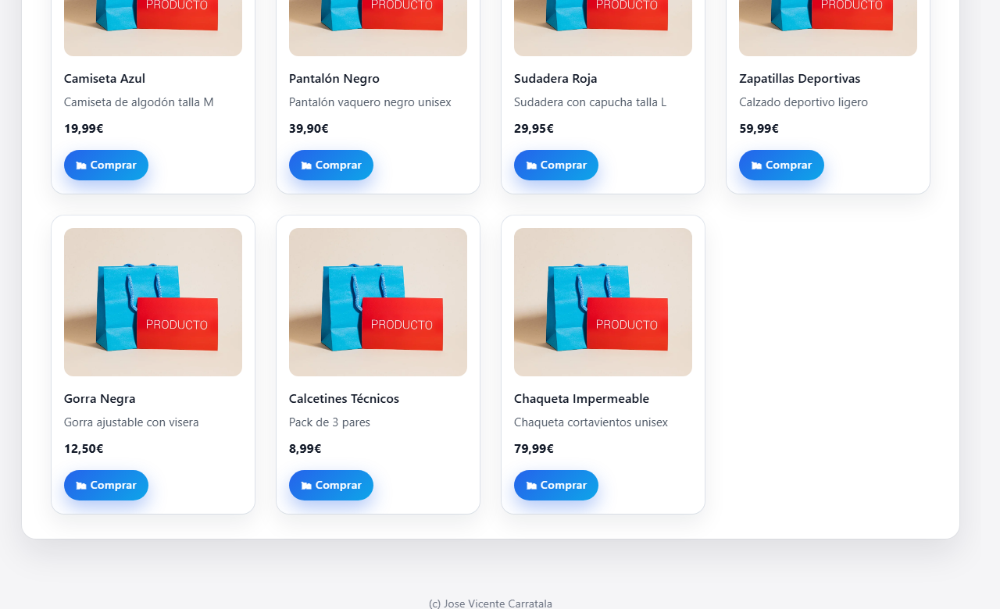 PRODUCTO PRODUCTO PRODUCTO PRODUCTO
Camiseta Azul
Camiseta de algodón talla M
19,99€
Comprar
Pantalón Negro
Pantalón vaquero negro unisex
39,90€
Comprar
Sudadera Roja
Sudadera con capucha talla L
29,95€
Comprar
Zapatillas Deportivas
Calzado deportivo ligero
59,99€
Comprar
PRODUCTO
Gorra Negra
Gorra ajustable con visera
12,50€
Comprar
PRODUCTO
Calcetines Técnicos
Pack de 3 pares
8,99€
Comprar
PRODUCTO
Chaqueta Impermeable
Chaqueta cortavientos unisex
79,99€
Comprar
(c) Jose Vicente Carratala